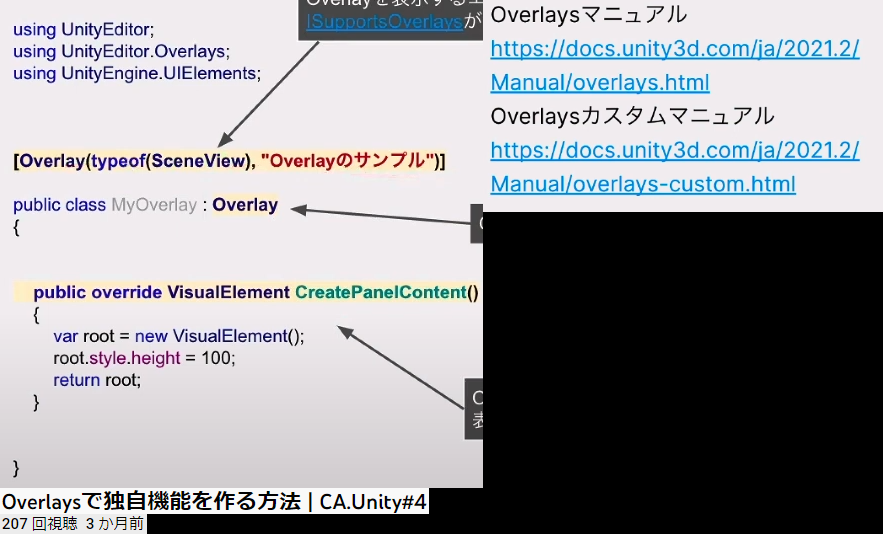 Overlayを表示するエ
ISupportsOverlaysが
using UnityEditor;
using UnityEditor.Overlays;
using UnityEngine.UIElements;
[Overlay(typeof(SceneView), "Overlayのサンプル")]
public class MyOverlay : Overlay
{
public override VisualElement CreatePanelContent()
{
var root = new VisualElement();
root.style.height = 100;
return root;
}
}
Overlaysマニュアル
https://docs.unity3d.com/ja/2021.2/
Manual/overlays.html
Overlaysカスタムマニュアル
https://docs.unity3d.com/ja/2021.2/
Manual/overlays-custom.html
Overlaysで独自機能を作る方法 | CA.Unity#4
207 回視聴 3 か月前